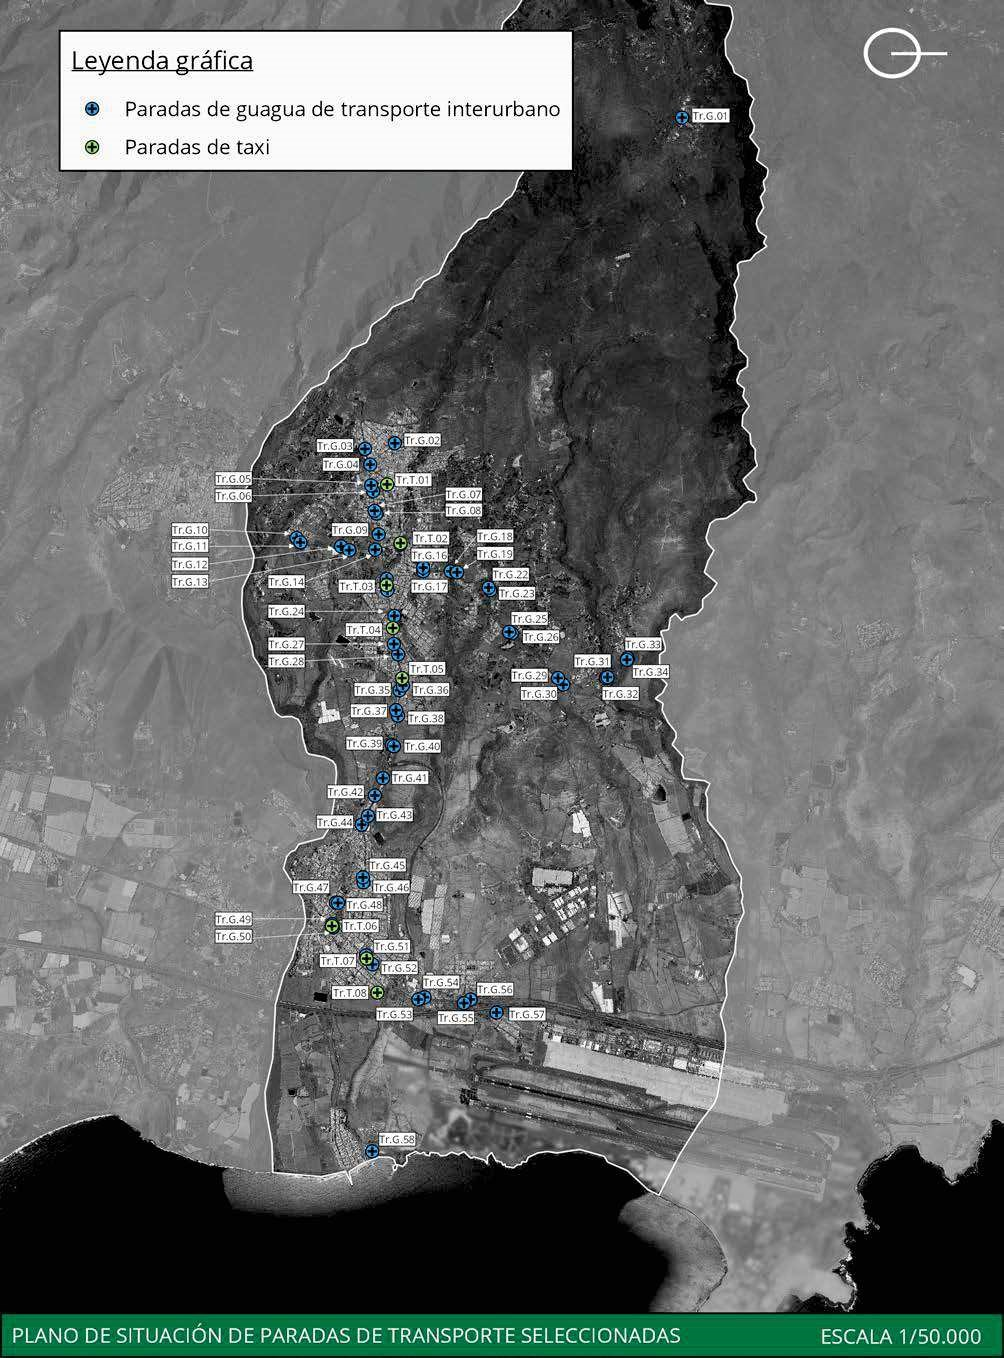 Leyenda gráfica
Paradas de guagua de transporte interurbano
Paradas de taxi
Tr.G.01
Tr.G.02
Tr.G.03
Tr.G.04
Tr.G.05
Tr.T.01
Tr.G.06
Tr.G.07
Tr.G.08
Tr.G.09
Tr.G.10
Tr.G.11
Tr.T.02
Tr.G.18
Tr.G.16
Tr.G.19
Tr.G.12
Tr.G.13
Tr.G.14
Tr.T.03
Tr.G.17
Tr.G.22
Tr.G.23
Tr.G.24
Tr.G.25
Tr.T.04
Tr.G.26
Tr.G.27
Tr.G.28
Tr.G.33
Tr.G.31
Tr.G.34
Tr.T.05
Tr.G.29
Tr.G.30
Tr.G.32
Tr.G.35
Tr.G.36
Tr.G.37
Tr.G.38
Tr.G.39
Tr.G.40
Tr.G.41
Tr.G.42
Tr.G.43
Tr.G.44
Tr.G.45
Tr.G.47
Tr.G.46
Tr.G.48
Tr.G.49
Tr.T.06
Tr.G.50
Tr.G.51
Tr.T.07
Tr.G.52
Tr.G.54
Tr.G.56
Tr.T.08
Tr.G.53
Tr.G.55
Tr.G.57
Tr.G.58
PLANO DE SITUACIÓN DE PARADAS DE TRANSPORTE SELECCIONADAS
ESCALA 1/50.000